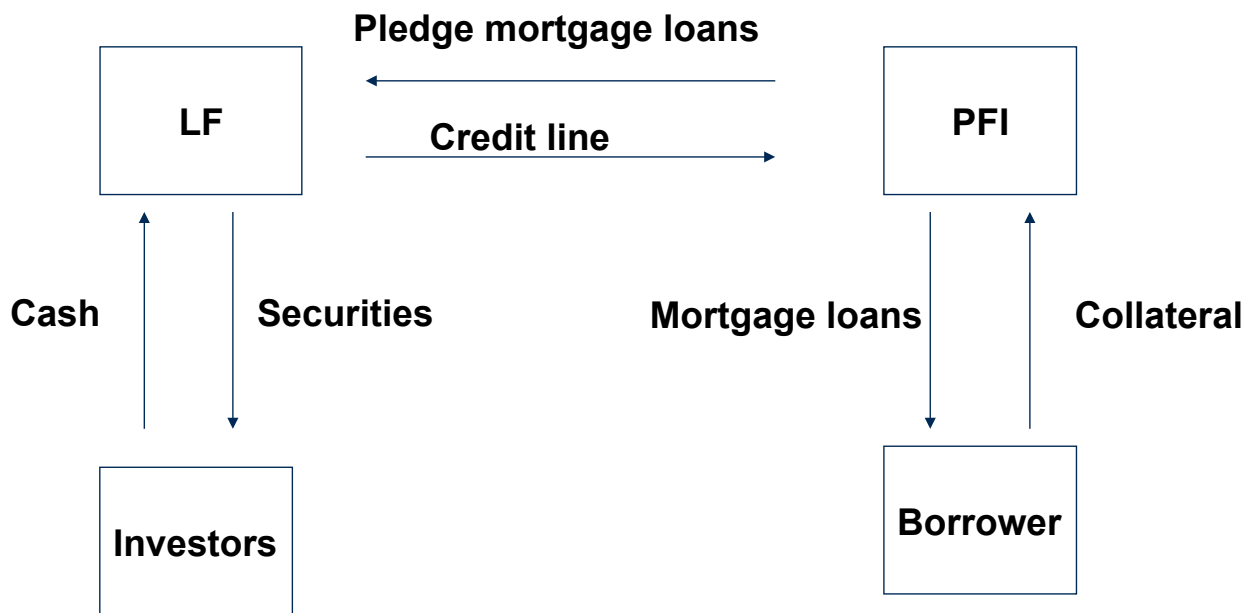 Pledge mortgage loans
LF
PFI
Credit line
Cash
Securities
Mortgage loans
Collateral
Investors
Borrower